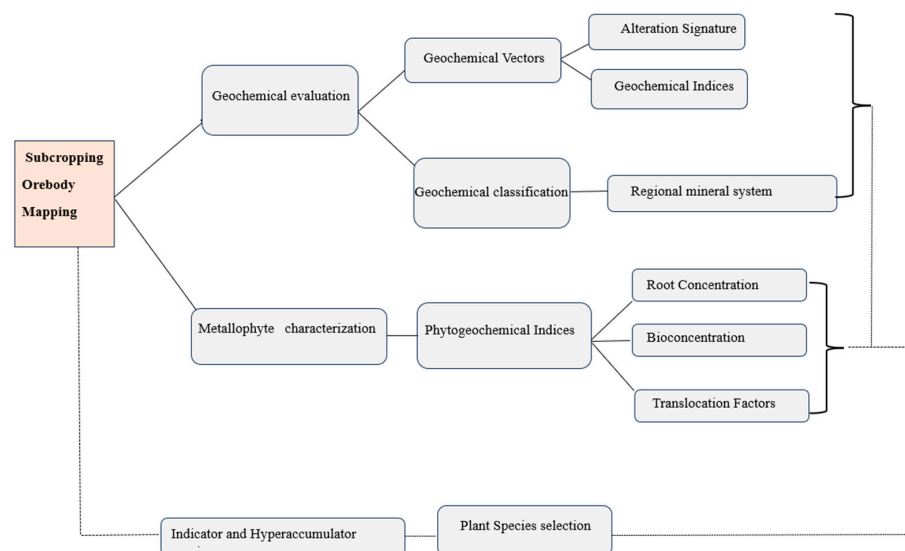 Alteration Signature
Geochemical Vectors
Geochemical Indices
Geochemical evaluation
Subcropping
Orebody
Mapping
Geochemical classification
Regional mineral system
Root Concentration
Metallophyte characterization
Phytogeochemical Indices
Bioconcentration
Translocation Factors
Indicator and Hyperaccumulator
Plant Species selection